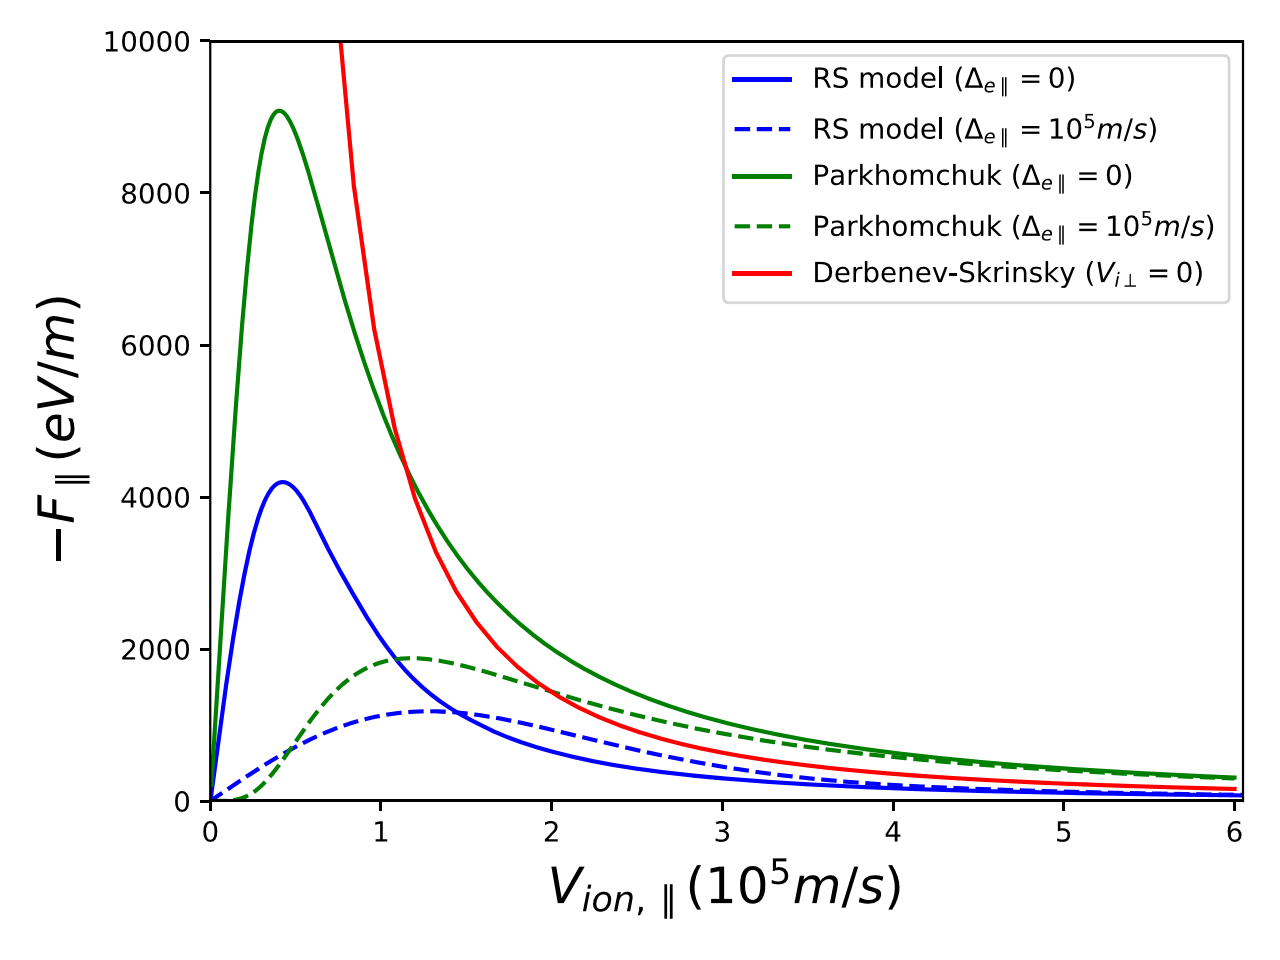 10000
8000
6000
4000
2000
0
−F∥ (eV/m)
RS model (Δe∥ = 0)
RS model (Δe∥ = 10⁵m/s)
Parkhomchuk (Δe∥ = 0)
Parkhomchuk (Δe∥ = 10⁵m/s)
Derbenev-Skrinsky (Vi⊥ = 0)
0 1 2 3 4 5 6
Vion, ∥ (10⁵m/s)